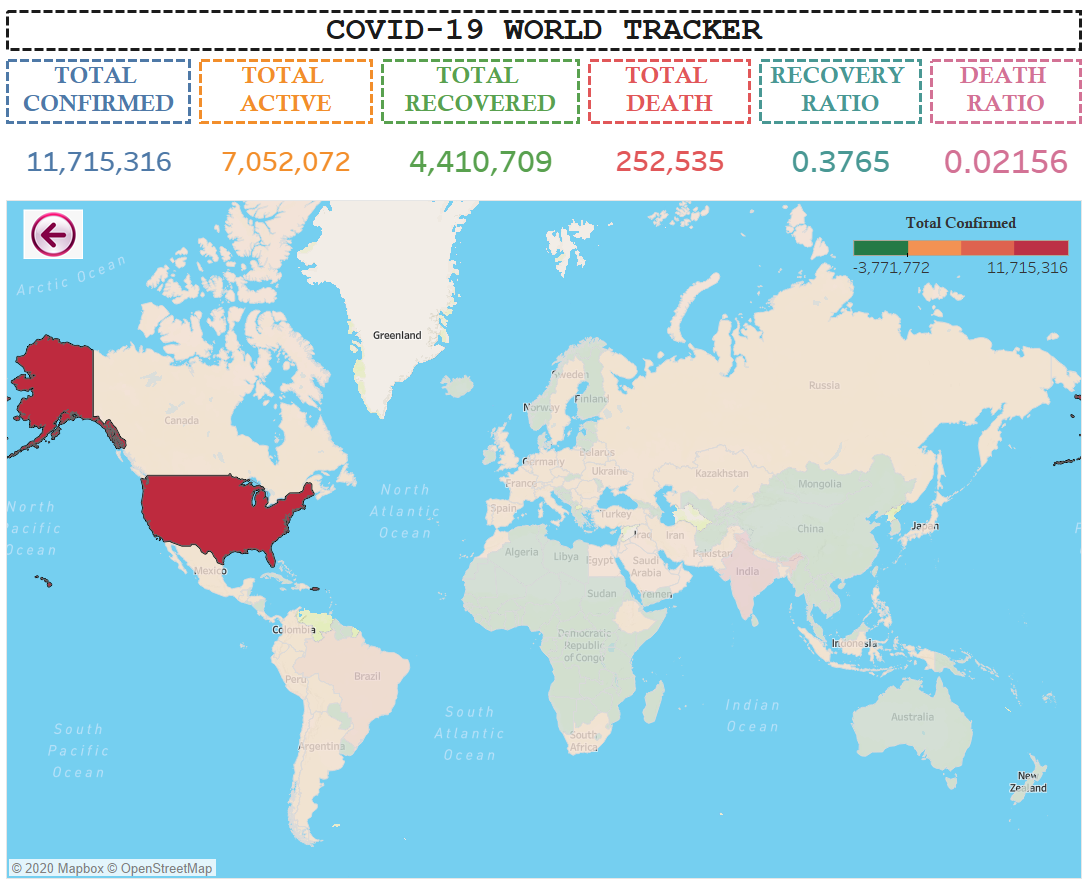 COVID-19 WORLD TRACKER
TOTAL CONFIRMED
TOTAL ACTIVE
TOTAL RECOVERED
TOTAL DEATH
RECOVERY RATIO
DEATH RATIO
11,715,316
7,052,072
4,410,709
252,535
0.3765
0.02156
Total Confirmed
-3,771,772
11,715,316
Arctic Ocean
Greenland
Sweden
Finland
Norway
Russia
Canada
Belarus
Germany
Ukraine
Kazakhstan
Mongolia
France
North
Pacific
Ocean
North
Atlantic
Ocean
Spain
Turkey
China
Japan
Iraq
Iran
Algeria
Libya
Egypt
Pakistan
Saudi
Arabia
India
Mexico
Sudan
Yemen
Colombia
Democratic
Republic
of Congo
Indonesia
Peru
Brazil
South
Atlantic
Ocean
Indian
Ocean
Australia
South
Pacific
Ocean
Argentina
South
Africa
New
Zealand
© 2020 Mapbox © OpenStreetMap